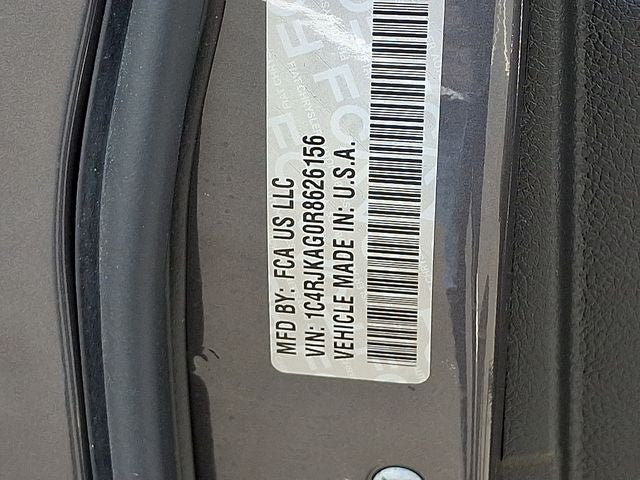 MFD BY: FCA US LLC
VIN: 1C4RJKAG0R8626156
VEHICLE MADE IN: U.S.A.